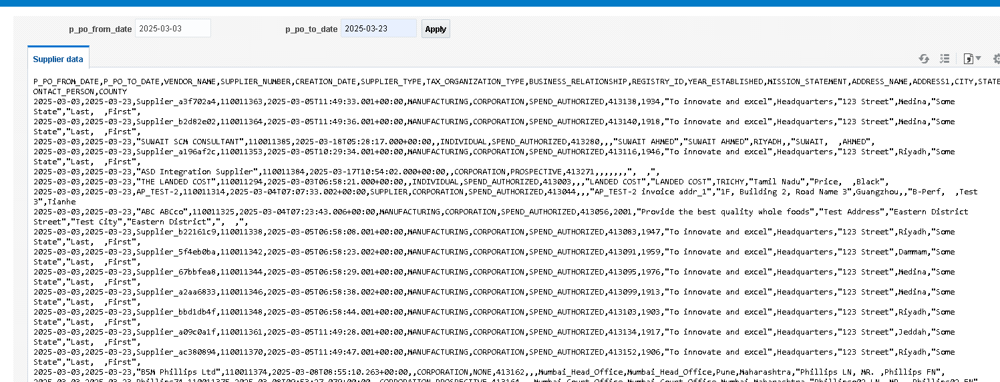 p_po_from_date 2025-03-03 p_po_to_date 2025-03-23 Apply
Supplier data
P_PO_FROM_DATE,P_PO_TO_DATE,VENDOR_NAME,SUPPLIER_NUMBER,CREATION_DATE,SUPPLIER_TYPE,TAX_ORGANIZATION_TYPE,BUSINESS_RELATIONSHIP,REGISTRY_ID,YEAR_ESTABLISHED,MISSION_STATEMENT,ADDRESS_NAME,ADDRESS1,CITY,STATE
ONTACT_PERSON,COUNTY
2025-03-03,2025-03-23,Supplier_a3f702a4,110011363,2025-03-05T11:49:33.001+00:00,MANUFACTURING,CORPORATION,SPEND_AUTHORIZED,413138,1934,"To innovate and excel",Headquarters,"123 Street",Medina,"Some
State","Last,  ,First",
2025-03-03,2025-03-23,Supplier_b2d82e02,110011364,2025-03-05T11:49:36.001+00:00,MANUFACTURING,CORPORATION,SPEND_AUTHORIZED,413140,1918,"To innovate and excel",Headquarters,"123 Street",Medina,"Some
State","Last,  ,First",
2025-03-03,2025-03-23,"SUWAIT SCM CONSULTANT",110011385,2025-03-18T05:28:17.000+00:00,,INDIVIDUAL,SPEND_AUTHORIZED,413280,,,"SUWAIT AHMED","SUWAIT AHMED",RIYADH,,"SUWAIT,  ,AHMED",
2025-03-03,2025-03-23,Supplier_a196af2c,110011353,2025-03-05T10:29:34.001+00:00,MANUFACTURING,CORPORATION,SPEND_AUTHORIZED,413116,1946,"To innovate and excel",Headquarters,"123 Street",Riyadh,"Some
State","Last,  ,First",
2025-03-03,2025-03-23,"ASD Integration Supplier",110011384,2025-03-17T10:54:02.000+00:00,,CORPORATION,PROSPECTIVE,413271,,,,,,,",  ,",
2025-03-03,2025-03-23,"THE LANDED COST",110011294,2025-03-03T06:58:21.000+00:00,,INDIVIDUAL,SPEND_AUTHORIZED,413003,,,"LANDED COST","LANDED COST",TRICHY,"Tamil Nadu","Price,  ,Black",
2025-03-03,2025-03-23,AP_TEST-2,110011314,2025-03-04T07:07:33.002+00:00,SUPPLIER,CORPORATION,SPEND_AUTHORIZED,413044,,,"AP_TEST-2 invoice addr_1","1F, Building 2, Road Name 3",Guangzhou,,"B-Perf,  ,Test
3",Tianhe
2025-03-03,2025-03-23,"ABC ABCco",110011325,2025-03-04T07:23:43.006+00:00,MANUFACTURING,CORPORATION,SPEND_AUTHORIZED,413056,2001,"Provide the best quality whole foods","Test Address","Eastern District
Street","Test City","Eastern District",",  ,",
2025-03-03,2025-03-23,Supplier_b22161c9,110011338,2025-03-05T06:58:08.001+00:00,MANUFACTURING,CORPORATION,SPEND_AUTHORIZED,413083,1947,"To innovate and excel",Headquarters,"123 Street",Riyadh,"Some
State","Last,  ,First",
2025-03-03,2025-03-23,Supplier_5f4eb0ba,110011342,2025-03-05T06:58:23.002+00:00,MANUFACTURING,CORPORATION,SPEND_AUTHORIZED,413091,1959,"To innovate and excel",Headquarters,"123 Street",Dammam,"Some
State","Last,  ,First",
2025-03-03,2025-03-23,Supplier_67bbfea8,110011344,2025-03-05T06:58:29.001+00:00,MANUFACTURING,CORPORATION,SPEND_AUTHORIZED,413095,1976,"To innovate and excel",Headquarters,"123 Street",Medina,"Some
State","Last,  ,First",
2025-03-03,2025-03-23,Supplier_a2aa6833,110011346,2025-03-05T06:58:38.002+00:00,MANUFACTURING,CORPORATION,SPEND_AUTHORIZED,413099,1913,"To innovate and excel",Headquarters,"123 Street",Medina,"Some
State","Last,  ,First",
2025-03-03,2025-03-23,Supplier_bbd1db4f,110011348,2025-03-05T06:58:44.001+00:00,MANUFACTURING,CORPORATION,SPEND_AUTHORIZED,413103,1903,"To innovate and excel",Headquarters,"123 Street",Riyadh,"Some
State","Last,  ,First",
2025-03-03,2025-03-23,Supplier_a09c0a1f,110011361,2025-03-05T11:49:28.001+00:00,MANUFACTURING,CORPORATION,SPEND_AUTHORIZED,413134,1917,"To innovate and excel",Headquarters,"123 Street",Jeddah,"Some
State","Last,  ,First",
2025-03-03,2025-03-23,Supplier_ac380894,110011370,2025-03-05T11:49:47.001+00:00,MANUFACTURING,CORPORATION,SPEND_AUTHORIZED,413152,1906,"To innovate and excel",Headquarters,"123 Street",Riyadh,"Some
State","Last,  ,First",
2025-03-03,2025-03-23,"BSM Phillips Ltd",110011374,2025-03-08T08:55:10.263+00:00,,CORPORATION,NONE,413162,,,Mumbai_Head_Office,Mumbai_Head_Office,Pune,Maharashtra,"Phillips LN, MR. ,Phillips FN",